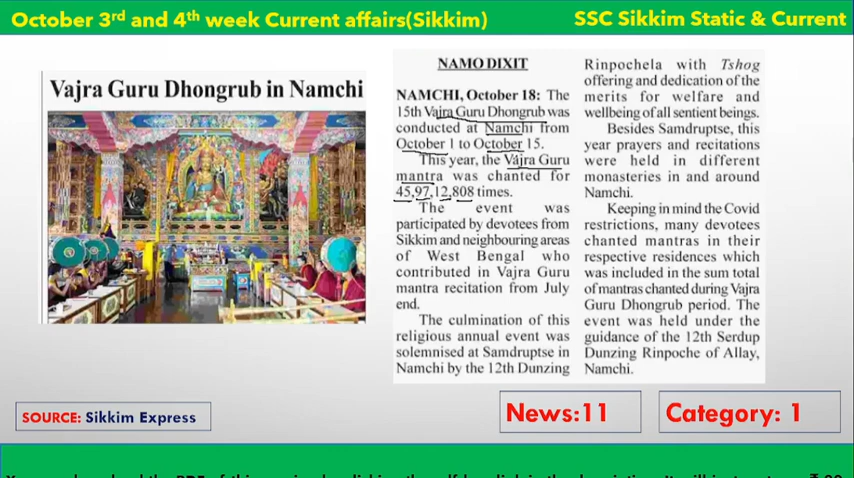 October 3rd and 4th week Current affairs(Sikkim)
SSC Sikkim Static & Current
Vajra Guru Dhongrub in Namchi
NAMO DIXIT
NAMCHI, October 18: The
15th Vajra Guru Dhongrub was
conducted at Namchi from
October 1 to October 15.
This year, the Vajra Guru
mantra was chanted for
45,97,12,808 times.
The event was
participated by devotees from
Sikkim and neighbouring areas
of West Bengal who
contributed in Vajra Guru
mantra recitation from July
end.
The culmination of this
religious annual event was
solemnised at Samdruptse in
Namchi by the 12th Dunzing
Rinpochela with Tshog
offering and dedication of the
merits for welfare and
wellbeing of all sentient beings.
Besides Samdruptse, this
year prayers and recitations
were held in different
monasteries in and around
Namchi.
Keeping in mind the Covid
restrictions, many devotees
chanted mantras in their
respective residences which
was included in the sum total
of mantras chanted during Vajra
Guru Dhongrub period. The
event was held under the
guidance of the 12th Serdup
Dunzing Rinpoche of Allay,
Namchi.
SOURCE: Sikkim Express
News:11
Category: 1